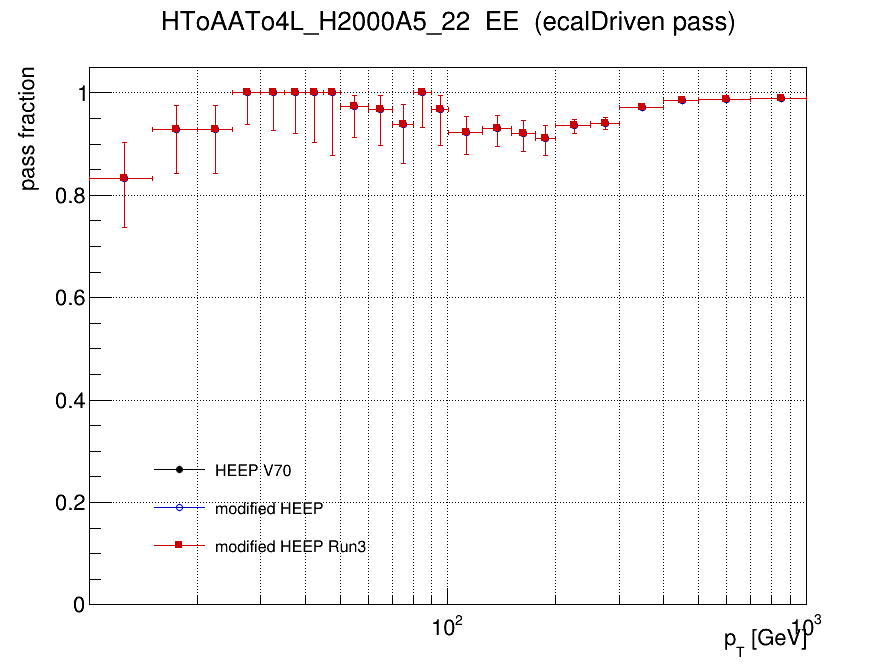 HToAATo4L_H2000A5_22 EE (ecalDriven pass)
pass fraction
1
0.8
0.6
0.4
0.2
0
HEEP V70
modified HEEP
modified HEEP Run3
10²
10³
p_T [GeV]